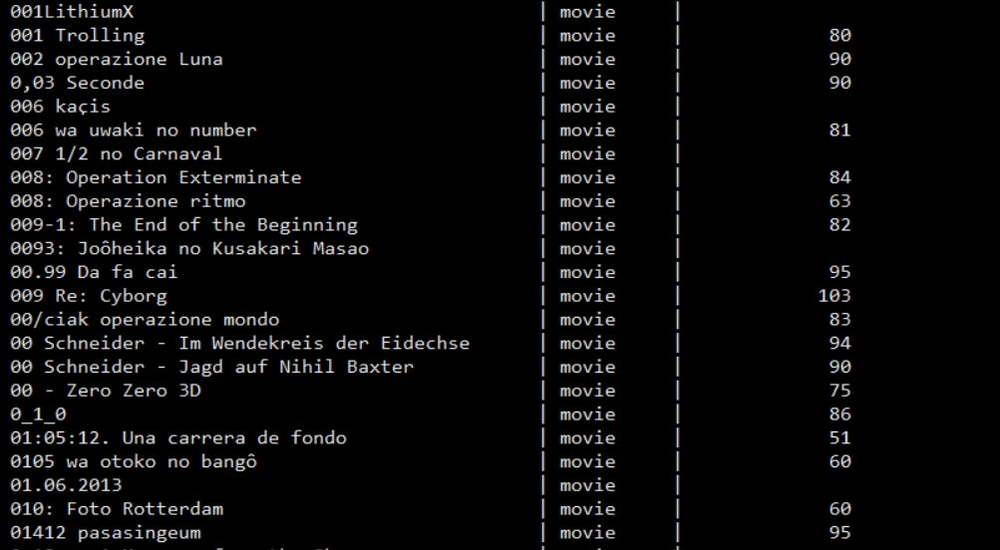 001LithiumX | movie |
001 Trolling | movie | 80
002 operazione Luna | movie | 90
0,03 Seconde | movie | 90
006 kaçis | movie |
006 wa uwaki no number | movie | 81
007 1/2 no Carnaval | movie |
008: Operation Exterminate | movie | 84
008: Operazione ritmo | movie | 63
009-1: The End of the Beginning | movie | 82
0093: Joôheika no Kusakari Masao | movie |
00.99 Da fa cai | movie | 95
009 Re: Cyborg | movie | 103
00/ciak operazione mondo | movie | 83
00 Schneider - Im Wendekreis der Eidechse | movie | 94
00 Schneider - Jagd auf Nihil Baxter | movie | 90
00 - Zero Zero 3D | movie | 75
0_1_0 | movie | 86
01:05:12. Una carrera de fondo | movie | 51
0105 wa otoko no bangô | movie | 60
01.06.2013 | movie |
010: Foto Rotterdam | movie | 60
01412 pasasingeum | movie | 95